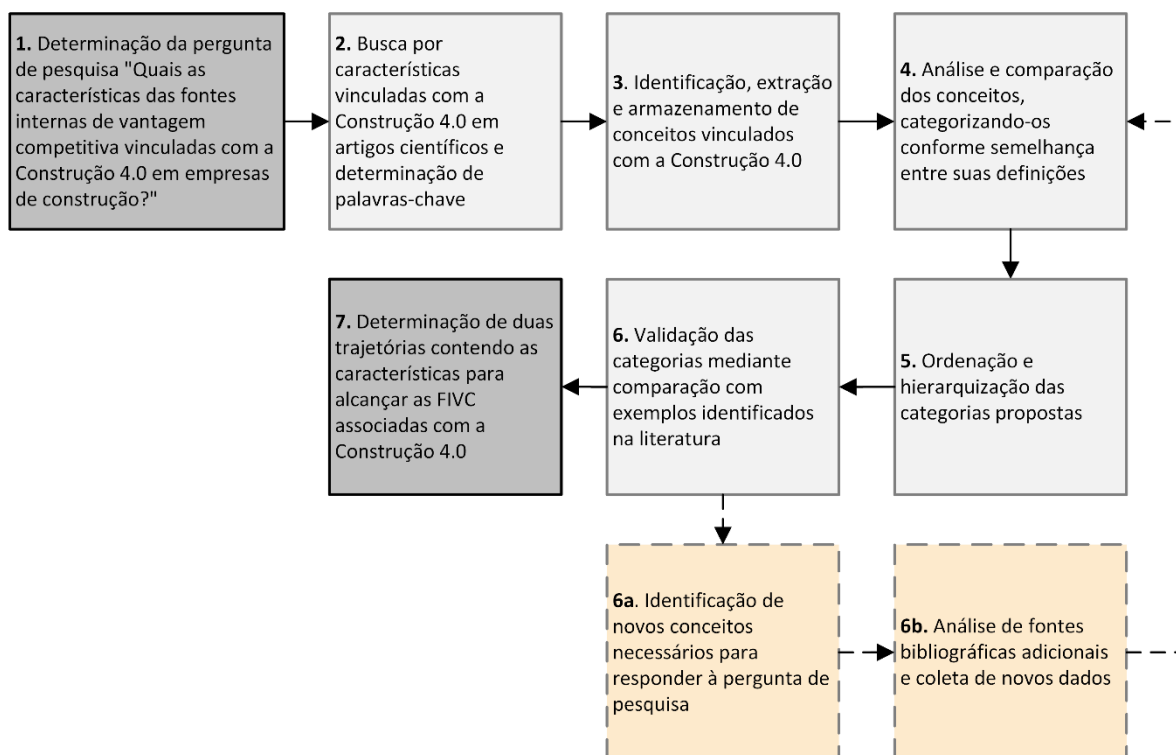 1. Determinação da pergunta
de pesquisa "Quais as
características das fontes
internas de vantagem
competitiva vinculadas com a
Construção 4.0 em empresas
de construção?"
2. Busca por
características
vinculadas com a
Construção 4.0 em
artigos científicos e
determinação de
palavras-chave
3. Identificação, extração
e armazenamento de
conceitos vinculados
com a Construção 4.0
4. Análise e comparação
dos conceitos,
categorizando-os
conforme semelhança
entre suas definições
5. Ordenação e
hierarquização das
categorias propostas
6. Validação das
categorias mediante
comparação com
exemplos identificados
na literatura
7. Determinação de duas
trajetórias contendo as
características para
alcançar as FIVC
associadas com a
Construção 4.0
6a. Identificação de
novos conceitos
necessários para
responder à pergunta de
pesquisa
6b. Análise de fontes
bibliográficas adicionais
e coleta de novos dados